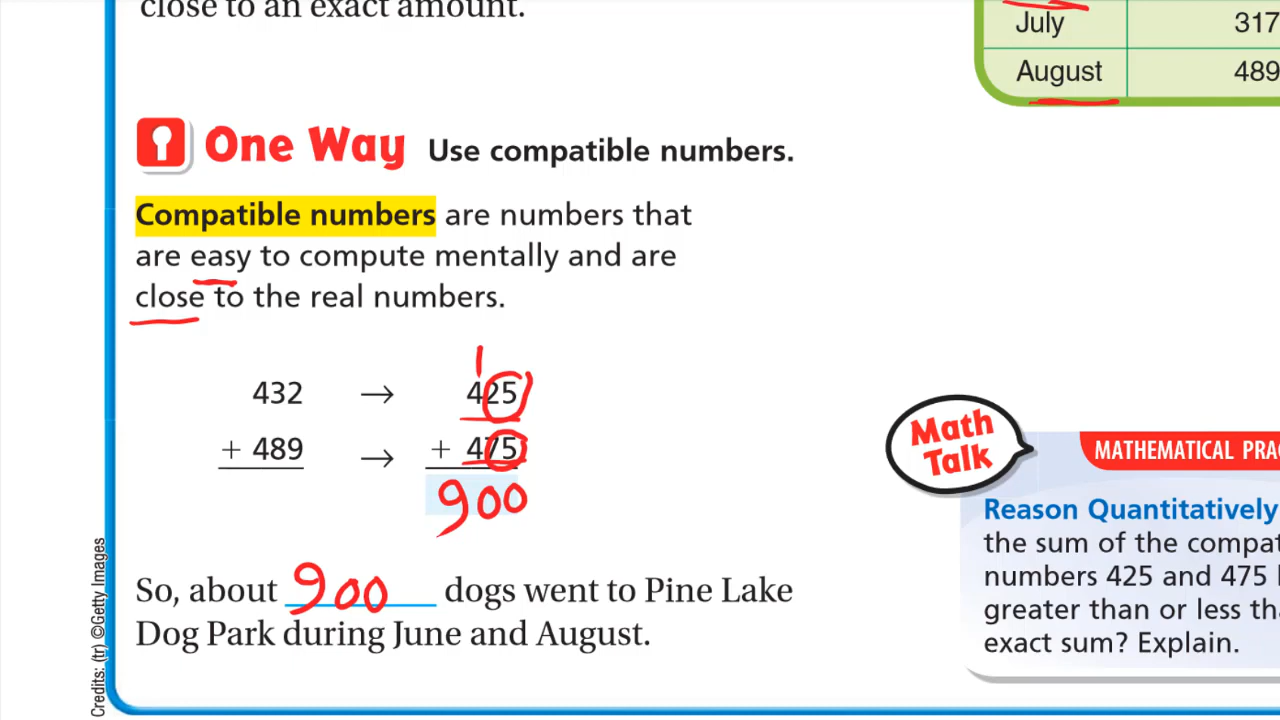 close to an exact amount.
July 317
August 489
One Way Use compatible numbers.
Compatible numbers are numbers that
are easy to compute mentally and are
close to the real numbers.
1
432 → 425
+ 489 → + 475
900
So, about 900 dogs went to Pine Lake
Dog Park during June and August.
Math
Talk
MATHEMATICAL PRA
Reason Quantitatively
the sum of the compat
numbers 425 and 475
greater than or less tha
exact sum? Explain.
Credits: (tr) ©Getty Images